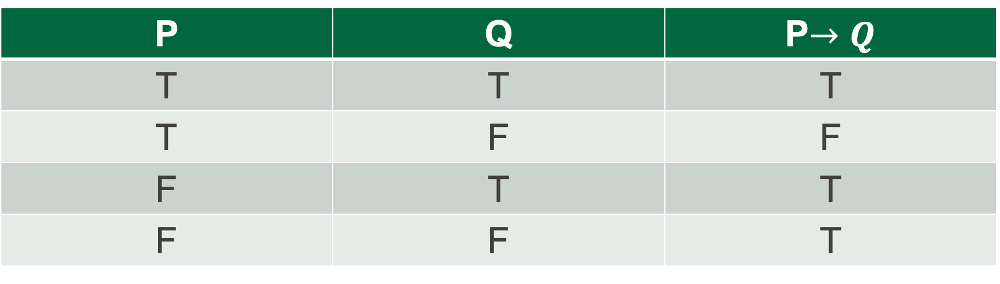 P Q P→ Q
T T T
T F F
F T T
F F T